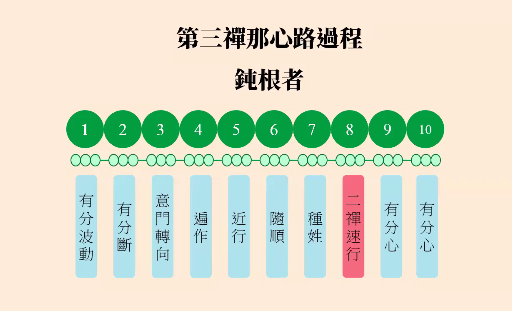 第三禪那心路過程
鈍根者
1 2 3 4 5 6 7 8 9 10
有分波動
有分斷
意門轉向
遍作
近行
隨順
種姓
二禪速行
有分心
有分心